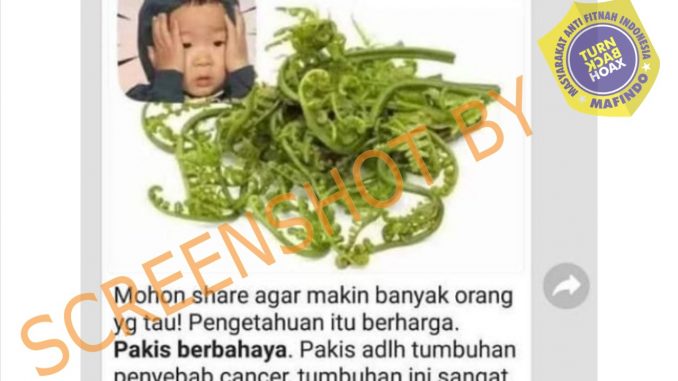 MASYARAKAT ANTI FITNAH INDONESIA
TURN
BACK
HOAX
MAFINDO
SCREENSHOT BY
Mohon share agar makin banyak orang
yg tau! Pengetahuan itu berharga.
Pakis berbahaya. Pakis adlh tumbuhan
penyebab cancer, tumbuhan ini sangat